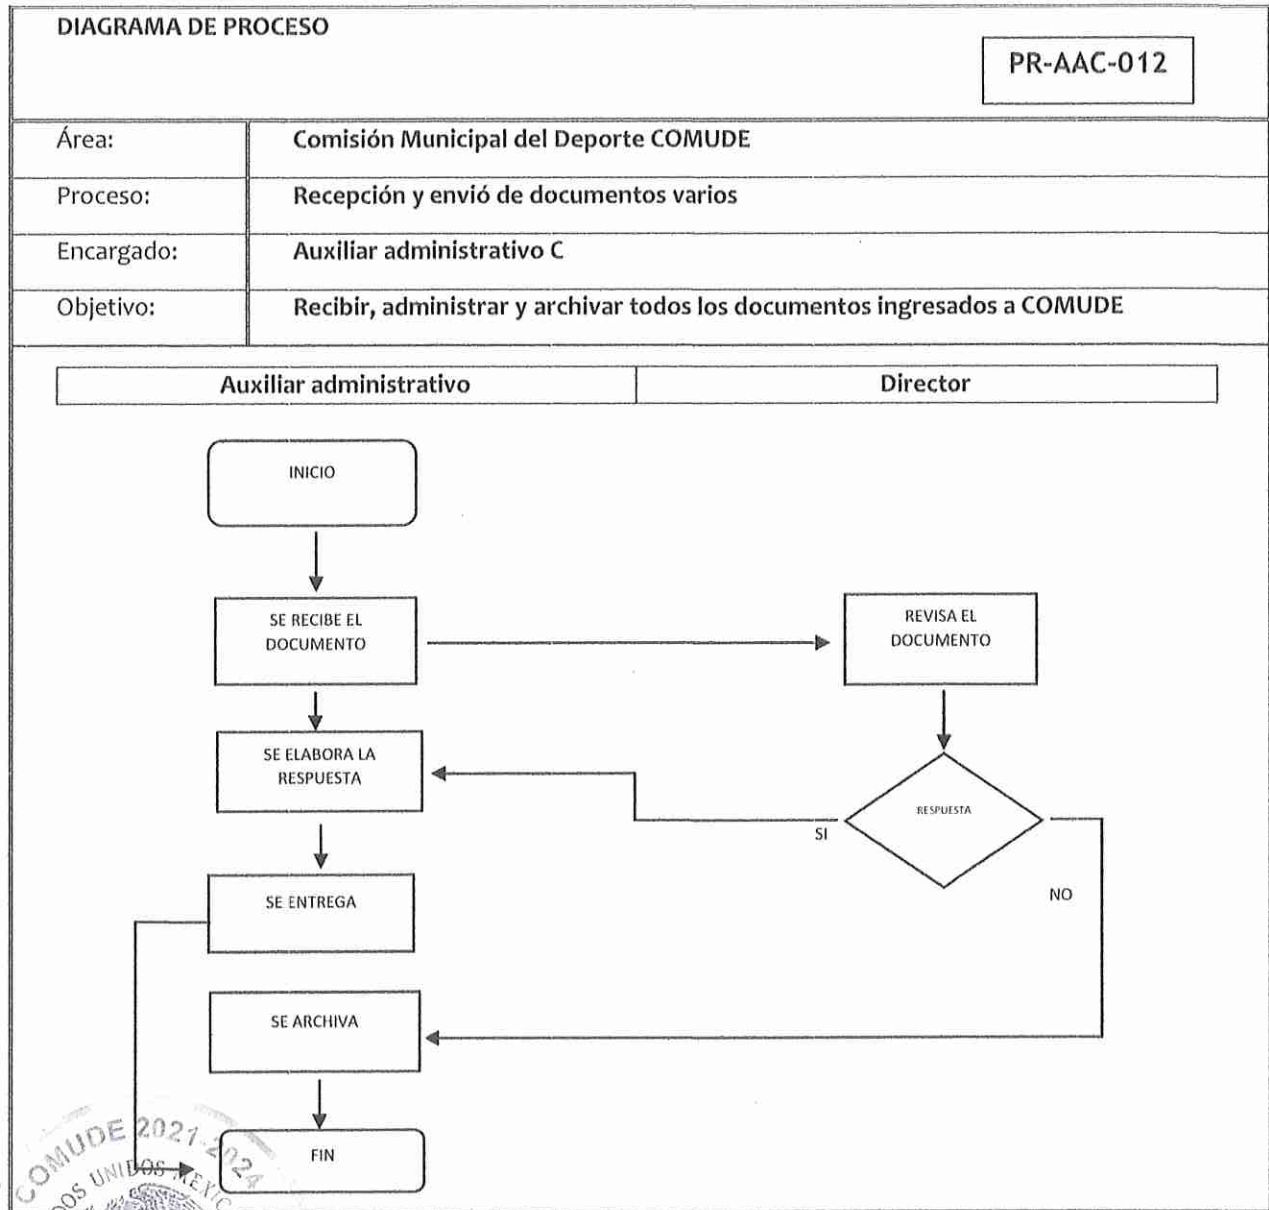 DIAGRAMA DE PROCESO
PR-AAC-012
Área: Comisión Municipal del Deporte COMUDE
Proceso: Recepción y envió de documentos varios
Encargado: Auxiliar administrativo C
Objetivo: Recibir, administrar y archivar todos los documentos ingresados a COMUDE
Auxiliar administrativo Director
INICIO
SE RECIBE EL
DOCUMENTO
REVISA EL
DOCUMENTO
SE ELABORA LA
RESPUESTA
RESPUESTA
SI
NO
SE ENTREGA
SE ARCHIVA
FIN
COMUDE 2021-2024
UNIDOS